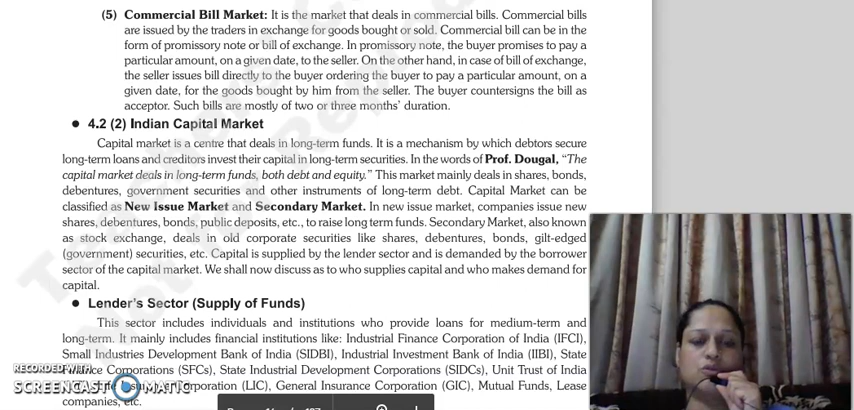 (5) Commercial Bill Market: It is the market that deals in commercial bills. Commercial bills
are issued by the traders in exchange for goods bought or sold. Commercial bill can be in the
form of promissory note or bill of exchange. In promissory note, the buyer promises to pay a
particular amount, on a given date, to the seller. On the other hand, in case of bill of exchange,
the seller issues bill directly to the buyer ordering the buyer to pay a particular amount, on a
given date, for the goods bought by him from the seller. The buyer countersigns the bill as
acceptor. Such bills are mostly of two or three months' duration.
● 4.2 (2) Indian Capital Market
Capital market is a centre that deals in long-term funds. It is a mechanism by which debtors secure
long-term loans and creditors invest their capital in long-term securities. In the words of Prof. Dougal, "The
capital market deals in long-term funds, both debt and equity." This market mainly deals in shares, bonds,
debentures, government securities and other instruments of long-term debt. Capital Market can be
classified as New Issue Market and Secondary Market. In new issue market, companies issue new
shares, debentures, bonds, public deposits, etc., to raise long term funds. Secondary Market, also known
as stock exchange, deals in old corporate securities like shares, debentures, bonds, gilt-edged
(government) securities, etc. Capital is supplied by the lender sector and is demanded by the borrower
sector of the capital market. We shall now discuss as to who supplies capital and who makes demand for
capital.
● Lender's Sector (Supply of Funds)
This sector includes individuals and institutions who provide loans for medium-term and
long-term. It mainly includes financial institutions like: Industrial Finance Corporation of India (IFCI),
Small Industries Development Bank of India (SIDBI), Industrial Investment Bank of India (IIBI), State
Corporations (SFCs), State Industrial Development Corporations (SIDCs), Unit Trust of India
Corporation (LIC), General Insurance Corporation (GIC), Mutual Funds, Lease
companies, etc.
RECORDED WITH
SCREENCAST MATIC